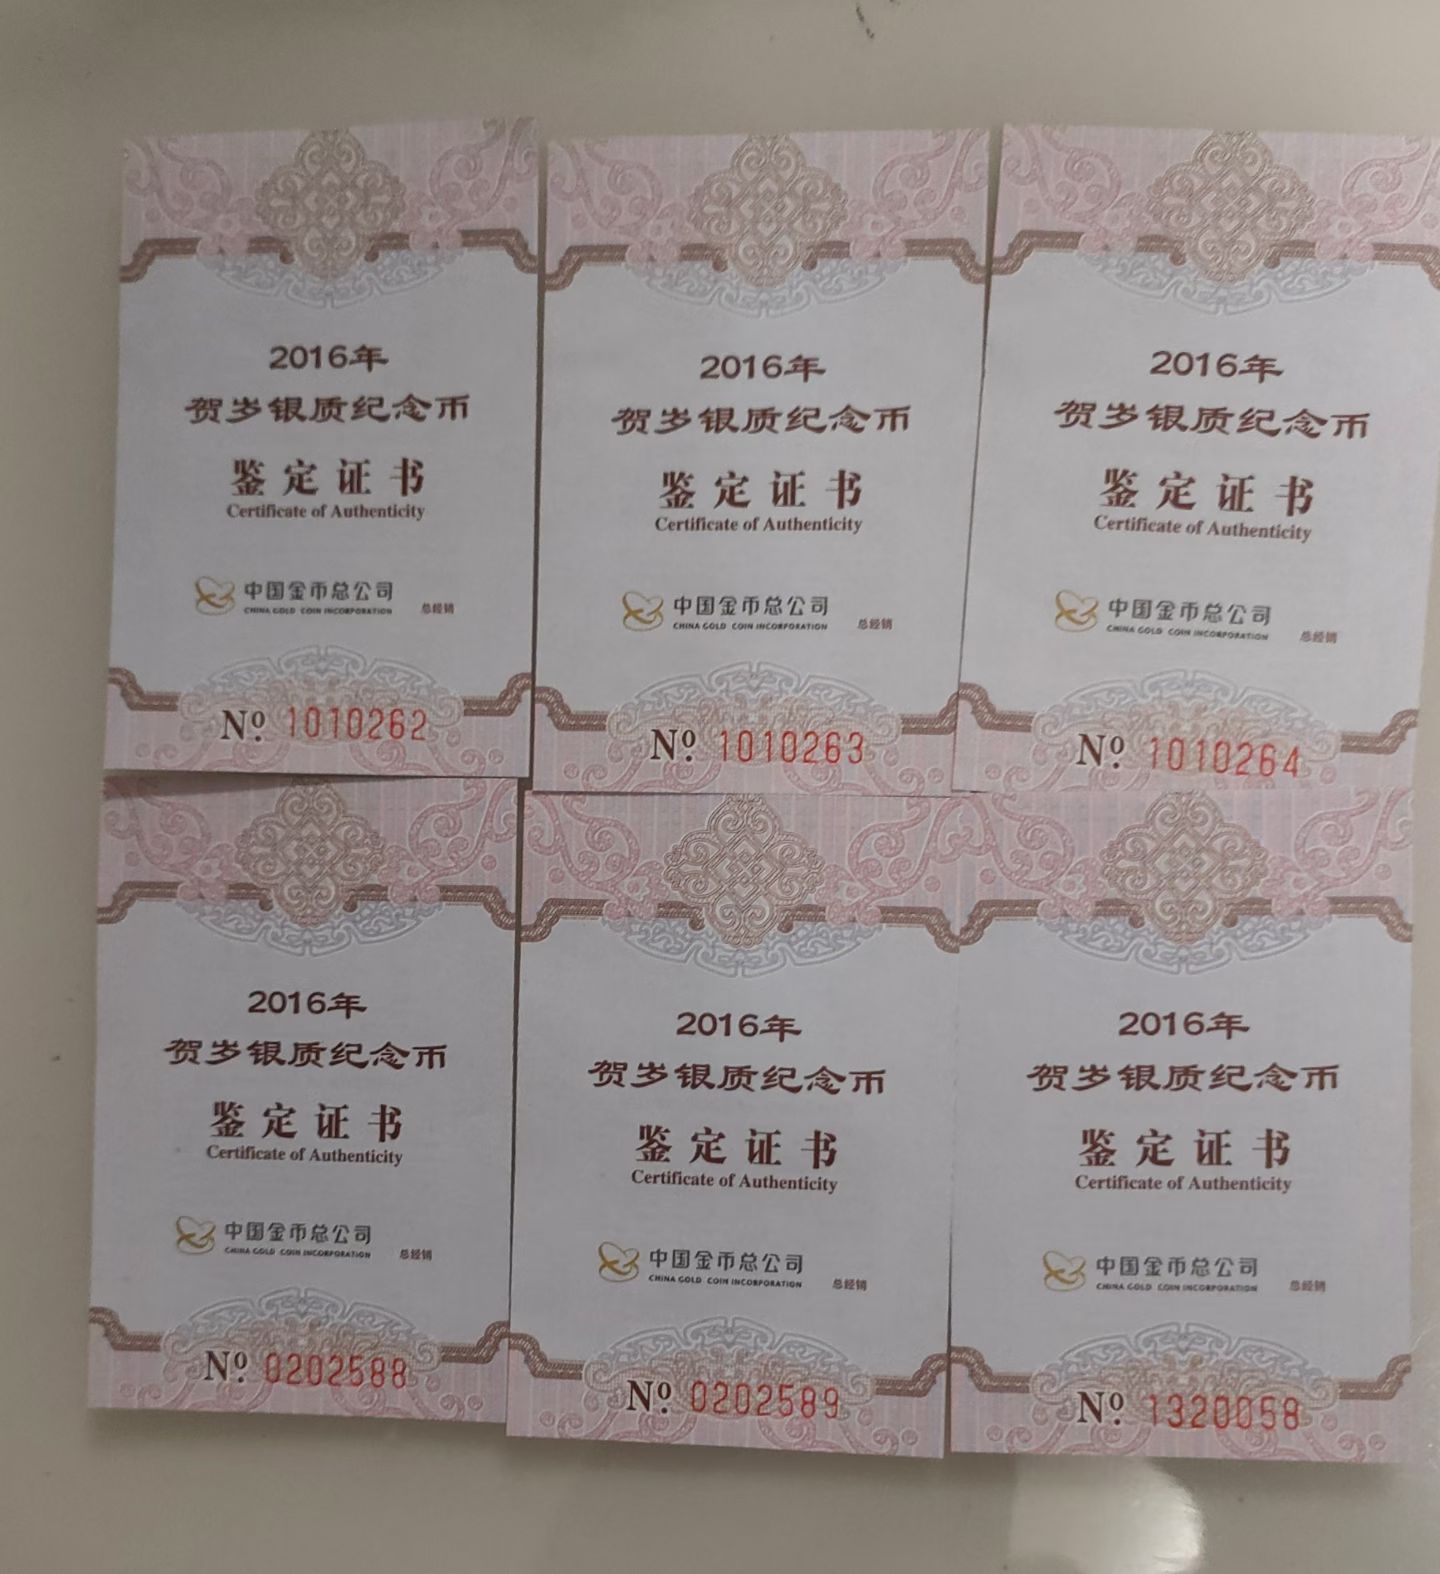 2016年
贺岁银质纪念币
鉴定证书
Certificate of Authenticity
中国金币总公司
CHINA GOLD COIN INCORPORATION 总经销
Nº. 1010262
2016年
贺岁银质纪念币
鉴定证书
Certificate of Authenticity
中国金币总公司
CHINA GOLD COIN INCORPORATION 总经销
Nº. 1010263
2016年
贺岁银质纪念币
鉴定证书
Certificate of Authenticity
中国金币总公司
CHINA GOLD COIN INCORPORATION 总经销
Nº. 1010264
2016年
贺岁银质纪念币
鉴定证书
Certificate of Authenticity
中国金币总公司
CHINA GOLD COIN INCORPORATION 总经销
Nº. 0202588
2016年
贺岁银质纪念币
鉴定证书
Certificate of Authenticity
中国金币总公司
CHINA GOLD COIN INCORPORATION 总经销
Nº. 0202589
2016年
贺岁银质纪念币
鉴定证书
Certificate of Authenticity
中国金币总公司
CHINA GOLD COIN INCORPORATION 总经销
Nº. 1320058